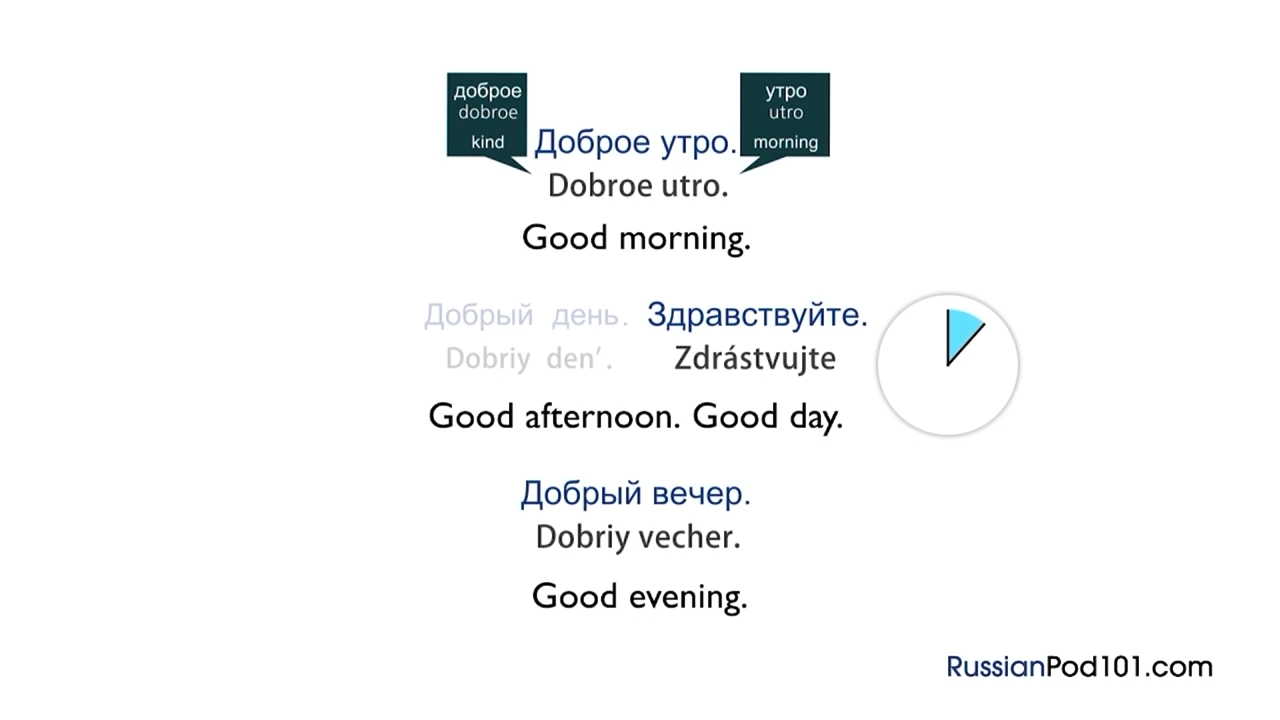 доброе
dobroe
kind
утро
utro
morning
Доброе утро.
Dobroe utro.
Good morning.
Добрый день. Здравствуйте.
Dobriy den’. Zdrástvujte
Good afternoon. Good day.
Добрый вечер.
Dobriy vecher.
Good evening.
RussianPod101.com